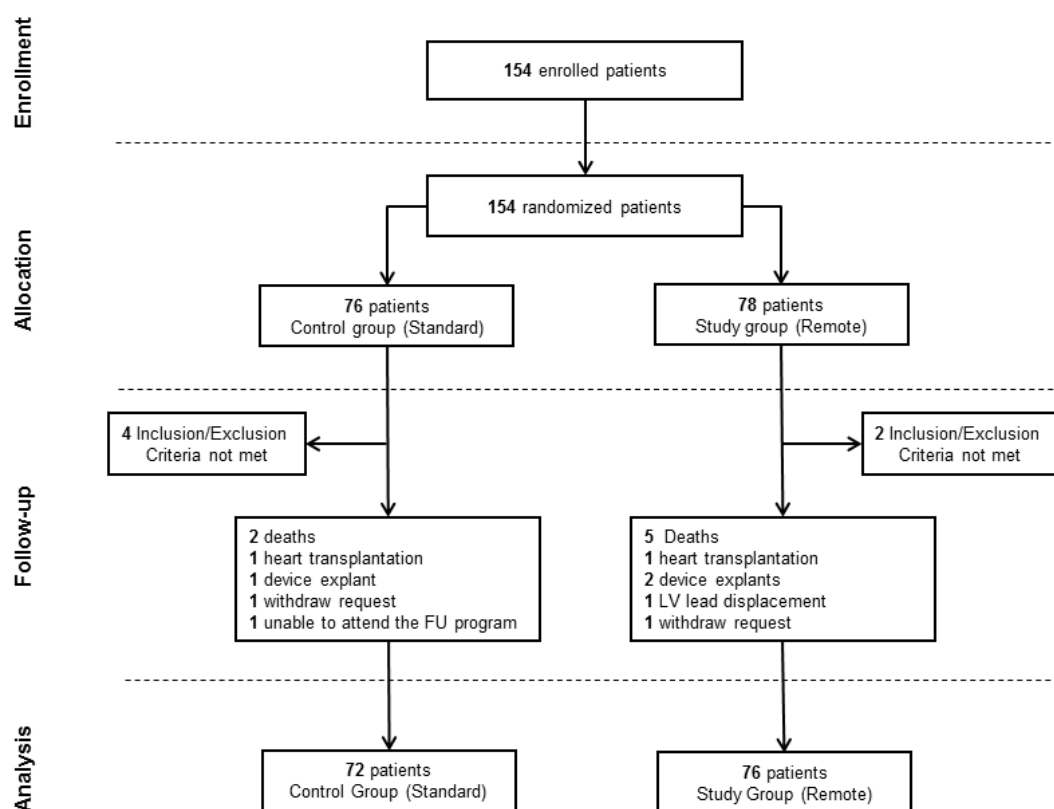 Enrollment
154 enrolled patients
Allocation
154 randomized patients
76 patients
Control group (Standard)
78 patients
Study group (Remote)
Follow-up
4 Inclusion/Exclusion
Criteria not met
2 Inclusion/Exclusion
Criteria not met
2 deaths
1 heart transplantation
1 device explant
1 withdraw request
1 unable to attend the FU program
5 Deaths
1 heart transplantation
2 device explants
1 LV lead displacement
1 withdraw request
Analysis
72 patients
Control Group (Standard)
76 patients
Study Group (Remote)